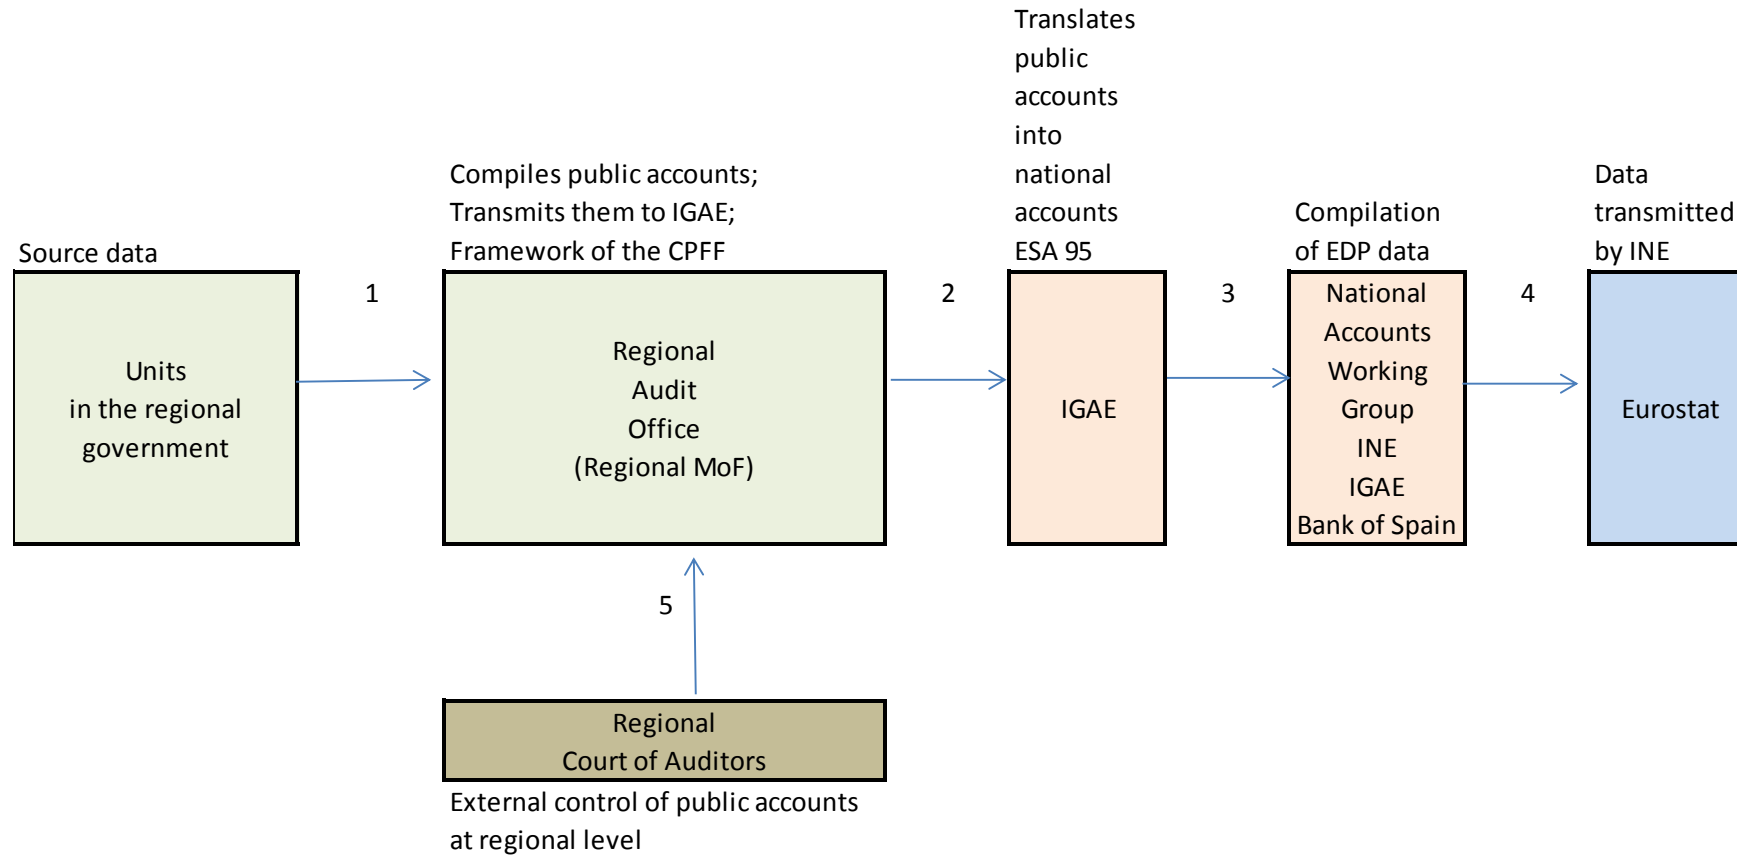 Source data
Units
in the regional
government
1
Compiles public accounts;
Transmits them to IGAE;
Framework of the CPFF
Regional
Audit
Office
(Regional MoF)
2
Translates
public
accounts
into
national
accounts
ESA 95
IGAE
3
Compilation
of EDP data
National
Accounts
Working
Group
INE
IGAE
Bank of Spain
4
Data
transmitted
by INE
Eurostat
5
Regional
Court of Auditors
External control of public accounts
at regional level